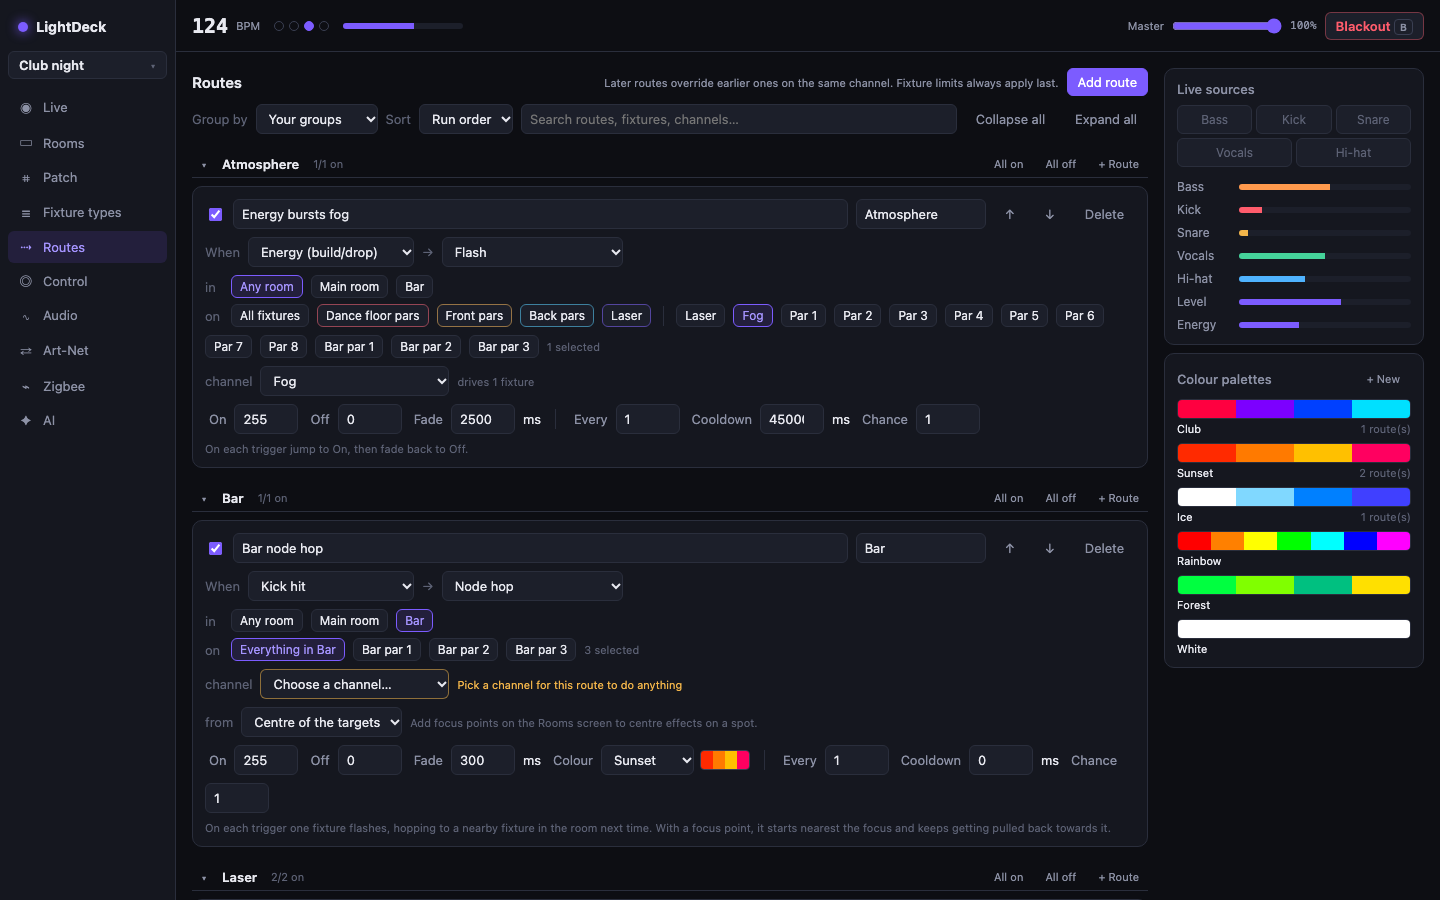 LightDeck
Club night
Live
Rooms
Patch
Fixture types
Routes
Control
Audio
Art-Net
Zigbee
AI
124 BPM
Master 100% Blackout B
Routes
Later routes override earlier ones on the same channel. Fixture limits always apply last. Add route
Group by Your groups Sort Run order Search routes, fixtures, channels... Collapse all Expand all
Atmosphere 1/1 on All on All off + Route
Energy bursts fog Atmosphere ↑ ↓ Delete
When Energy (build/drop) → Flash
in Any room Main room Bar
on All fixtures Dance floor pars Front pars Back pars Laser Laser Fog Par 1 Par 2 Par 3 Par 4 Par 5 Par 6
Par 7 Par 8 Bar par 1 Bar par 2 Bar par 3 1 selected
channel Fog drives 1 fixture
On 255 Off 0 Fade 2500 ms Every 1 Cooldown 45000 ms Chance 1
On each trigger jump to On, then fade back to Off.
Bar 1/1 on All on All off + Route
Bar node hop Bar ↑ ↓ Delete
When Kick hit → Node hop
in Any room Main room Bar
on Everything in Bar Bar par 1 Bar par 2 Bar par 3 3 selected
channel Choose a channel... Pick a channel for this route to do anything
from Centre of the targets Add focus points on the Rooms screen to centre effects on a spot.
On 255 Off 0 Fade 300 ms Colour Sunset Every 1 Cooldown 0 ms Chance
1
On each trigger one fixture flashes, hopping to a nearby fixture in the room next time. With a focus point, it starts nearest the focus and keeps getting pulled back towards it.
Laser 2/2 on All on All off + Route
Live sources
Bass Kick Snare
Vocals Hi-hat
Bass
Kick
Snare
Vocals
Hi-hat
Level
Energy
Colour palettes + New
Club 1 route(s)
Sunset 2 route(s)
Ice 1 route(s)
Rainbow
Forest
White